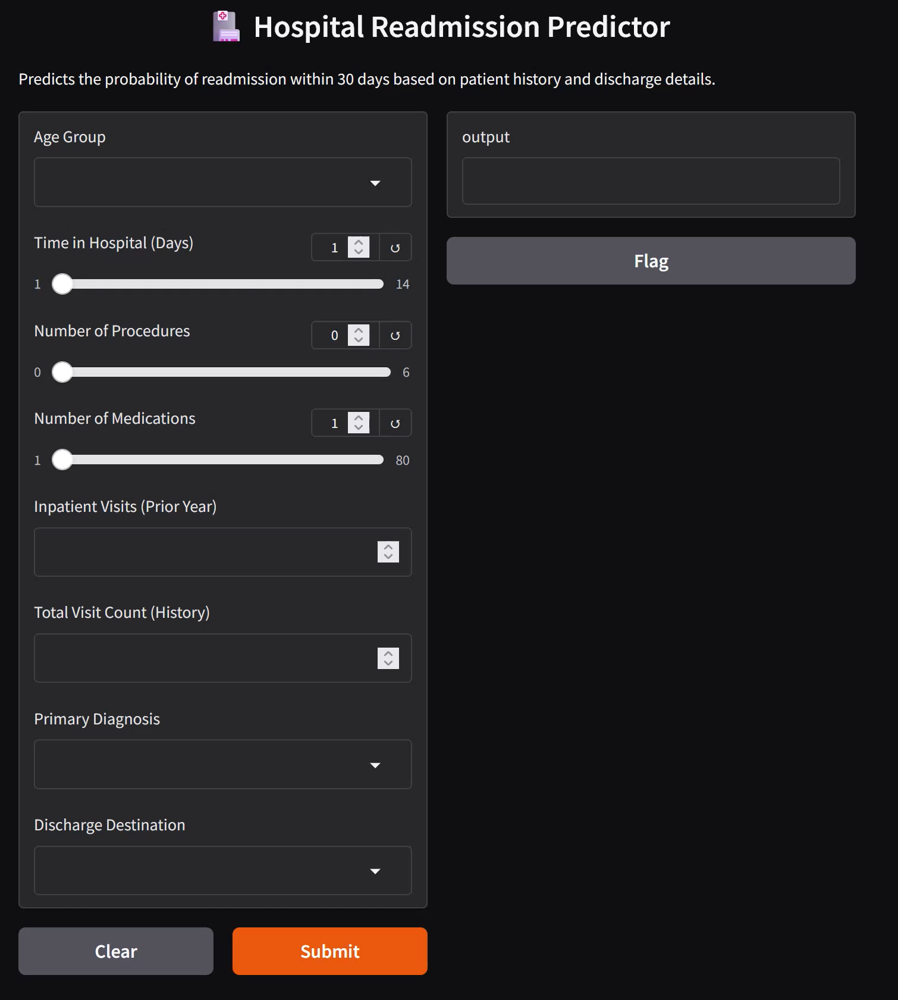 Hospital Readmission Predictor
Predicts the probability of readmission within 30 days based on patient history and discharge details.
Age Group
Time in Hospital (Days)
1
1
14
Number of Procedures
0
0
6
Number of Medications
1
1
80
Inpatient Visits (Prior Year)
Total Visit Count (History)
Primary Diagnosis
Discharge Destination
Clear
Submit
output
Flag